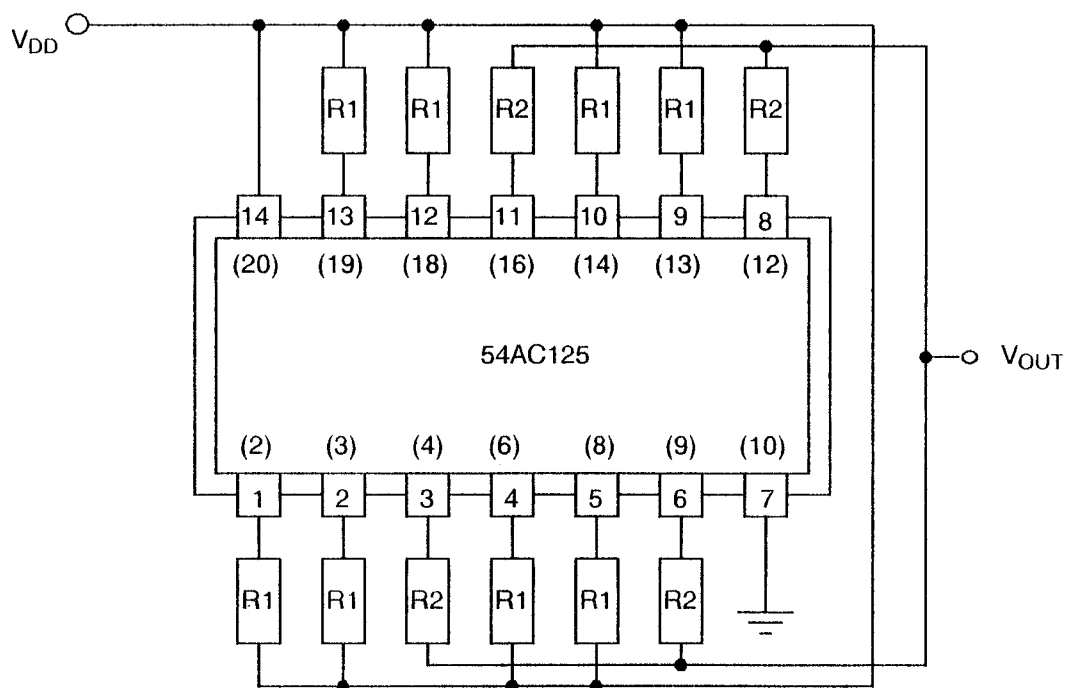 V_DD
R1 R1 R2 R1 R1 R2
14 13 12 11 10 9 8
(20) (19) (18) (16) (14) (13) (12)
54AC125
V_OUT
(2) (3) (4) (6) (8) (9) (10)
1 2 3 4 5 6 7
R1 R1 R2 R1 R1 R2